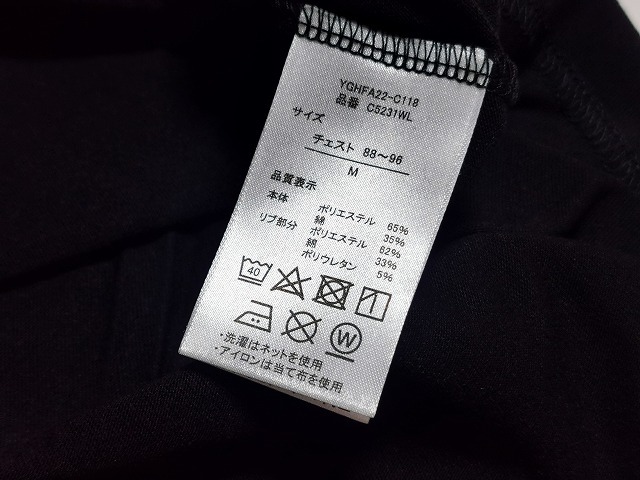 YGHFA22-C118
品番 C5231WL
サイズ
チェスト 88~96
M
品質表示
本体 ポリエステル 65%
綿 35%
リブ部分 ポリエステル 62%
綿 33%
ポリウレタン 5%
40
W
・洗濯はネットを使用
・アイロンは当て布を使用